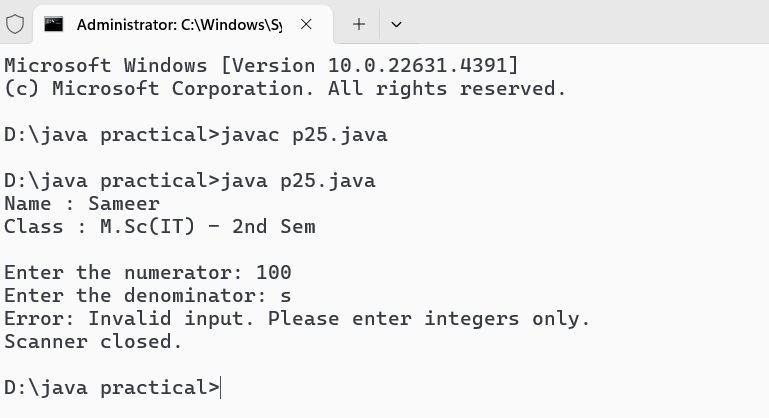 Administrator: C:\Windows\Sy
Microsoft Windows [Version 10.0.22631.4391]
(c) Microsoft Corporation. All rights reserved.
D:\java practical>javac p25.java
D:\java practical>java p25.java
Name : Sameer
Class : M.Sc(IT) - 2nd Sem
Enter the numerator: 100
Enter the denominator: s
Error: Invalid input. Please enter integers only.
Scanner closed.
D:\java practical>